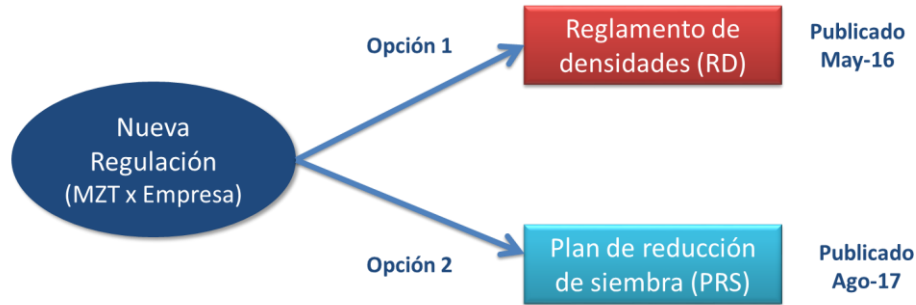 Nueva
Regulación
(MZT x Empresa)
Opción 1
Reglamento de
densidades (RD)
Publicado
May-16
Opción 2
Plan de reducción
de siembra (PRS)
Publicado
Ago-17